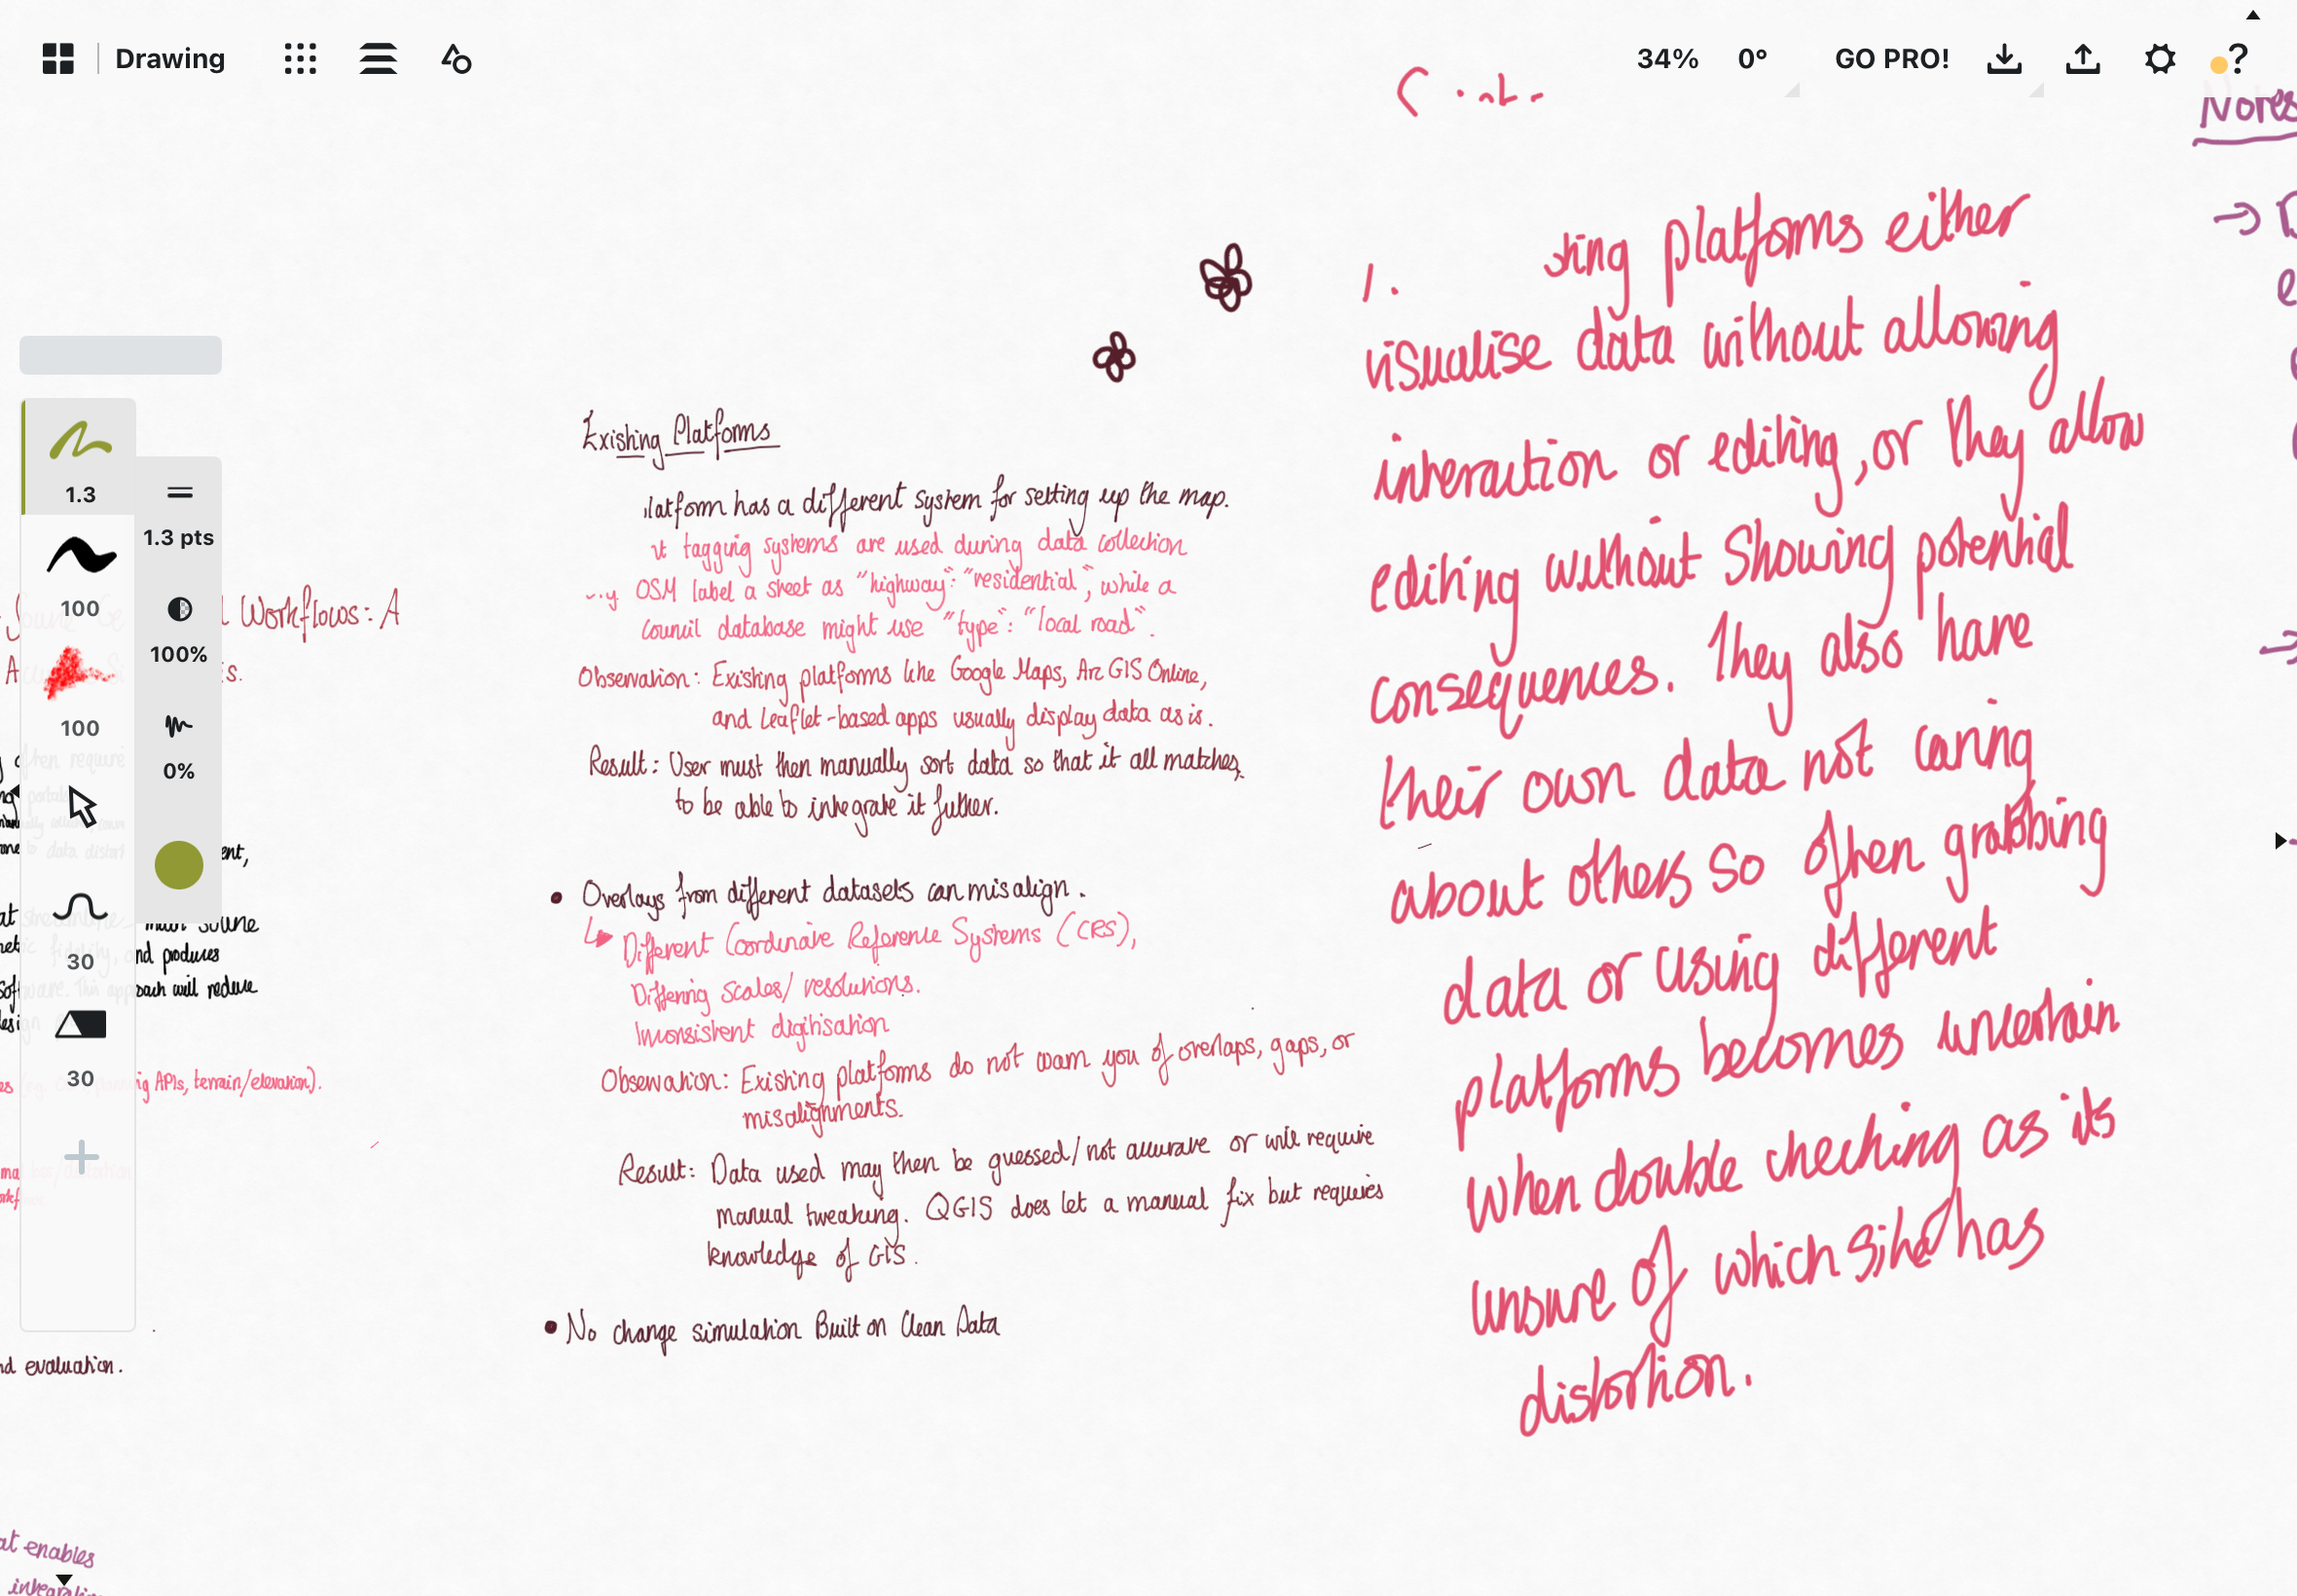 Drawing
34% 0° GO PRO!
Notes
1. platforms either
visualise data without allowing
interaction or editing, or they allow
editing without showing potential
consequences. They also have
their own data not caring
about others so often grabbing
data or using different
platforms becomes uncertain
when double checking as its
unsure of which site has
distortion.
Existing Platforms
has a different system for setting up the map.
tagging systems are used during data collection
OSM label a street as "highway": "residential", while a
council database might use "type": "local road".
Observation: Existing platforms like Google Maps, ArcGIS Online,
and Leaflet-based apps usually display data as is.
Result: User must then manually sort data so that it all matches,
to be able to integrate it futher.
• Overlays from different datasets can misalign.
Different Coordinate Reference Systems (CRS),
Differing scales/resolutions.
Inconsistent digitisation
Observation: Existing platforms do not warn you of overlaps, gaps, or
misalignments.
Result: Data used may then be guessed/not accurate or will require
manual tweaking. QGIS does let a manual fix but requires
knowledge of GIS.
• No change simulation Built on Clean Data
1.3
1.3 pts
100
100%
100
0%
30
30
Workflows: A
and produces
will reduce
APIs, terrain/elevation).
evaluation.
enables